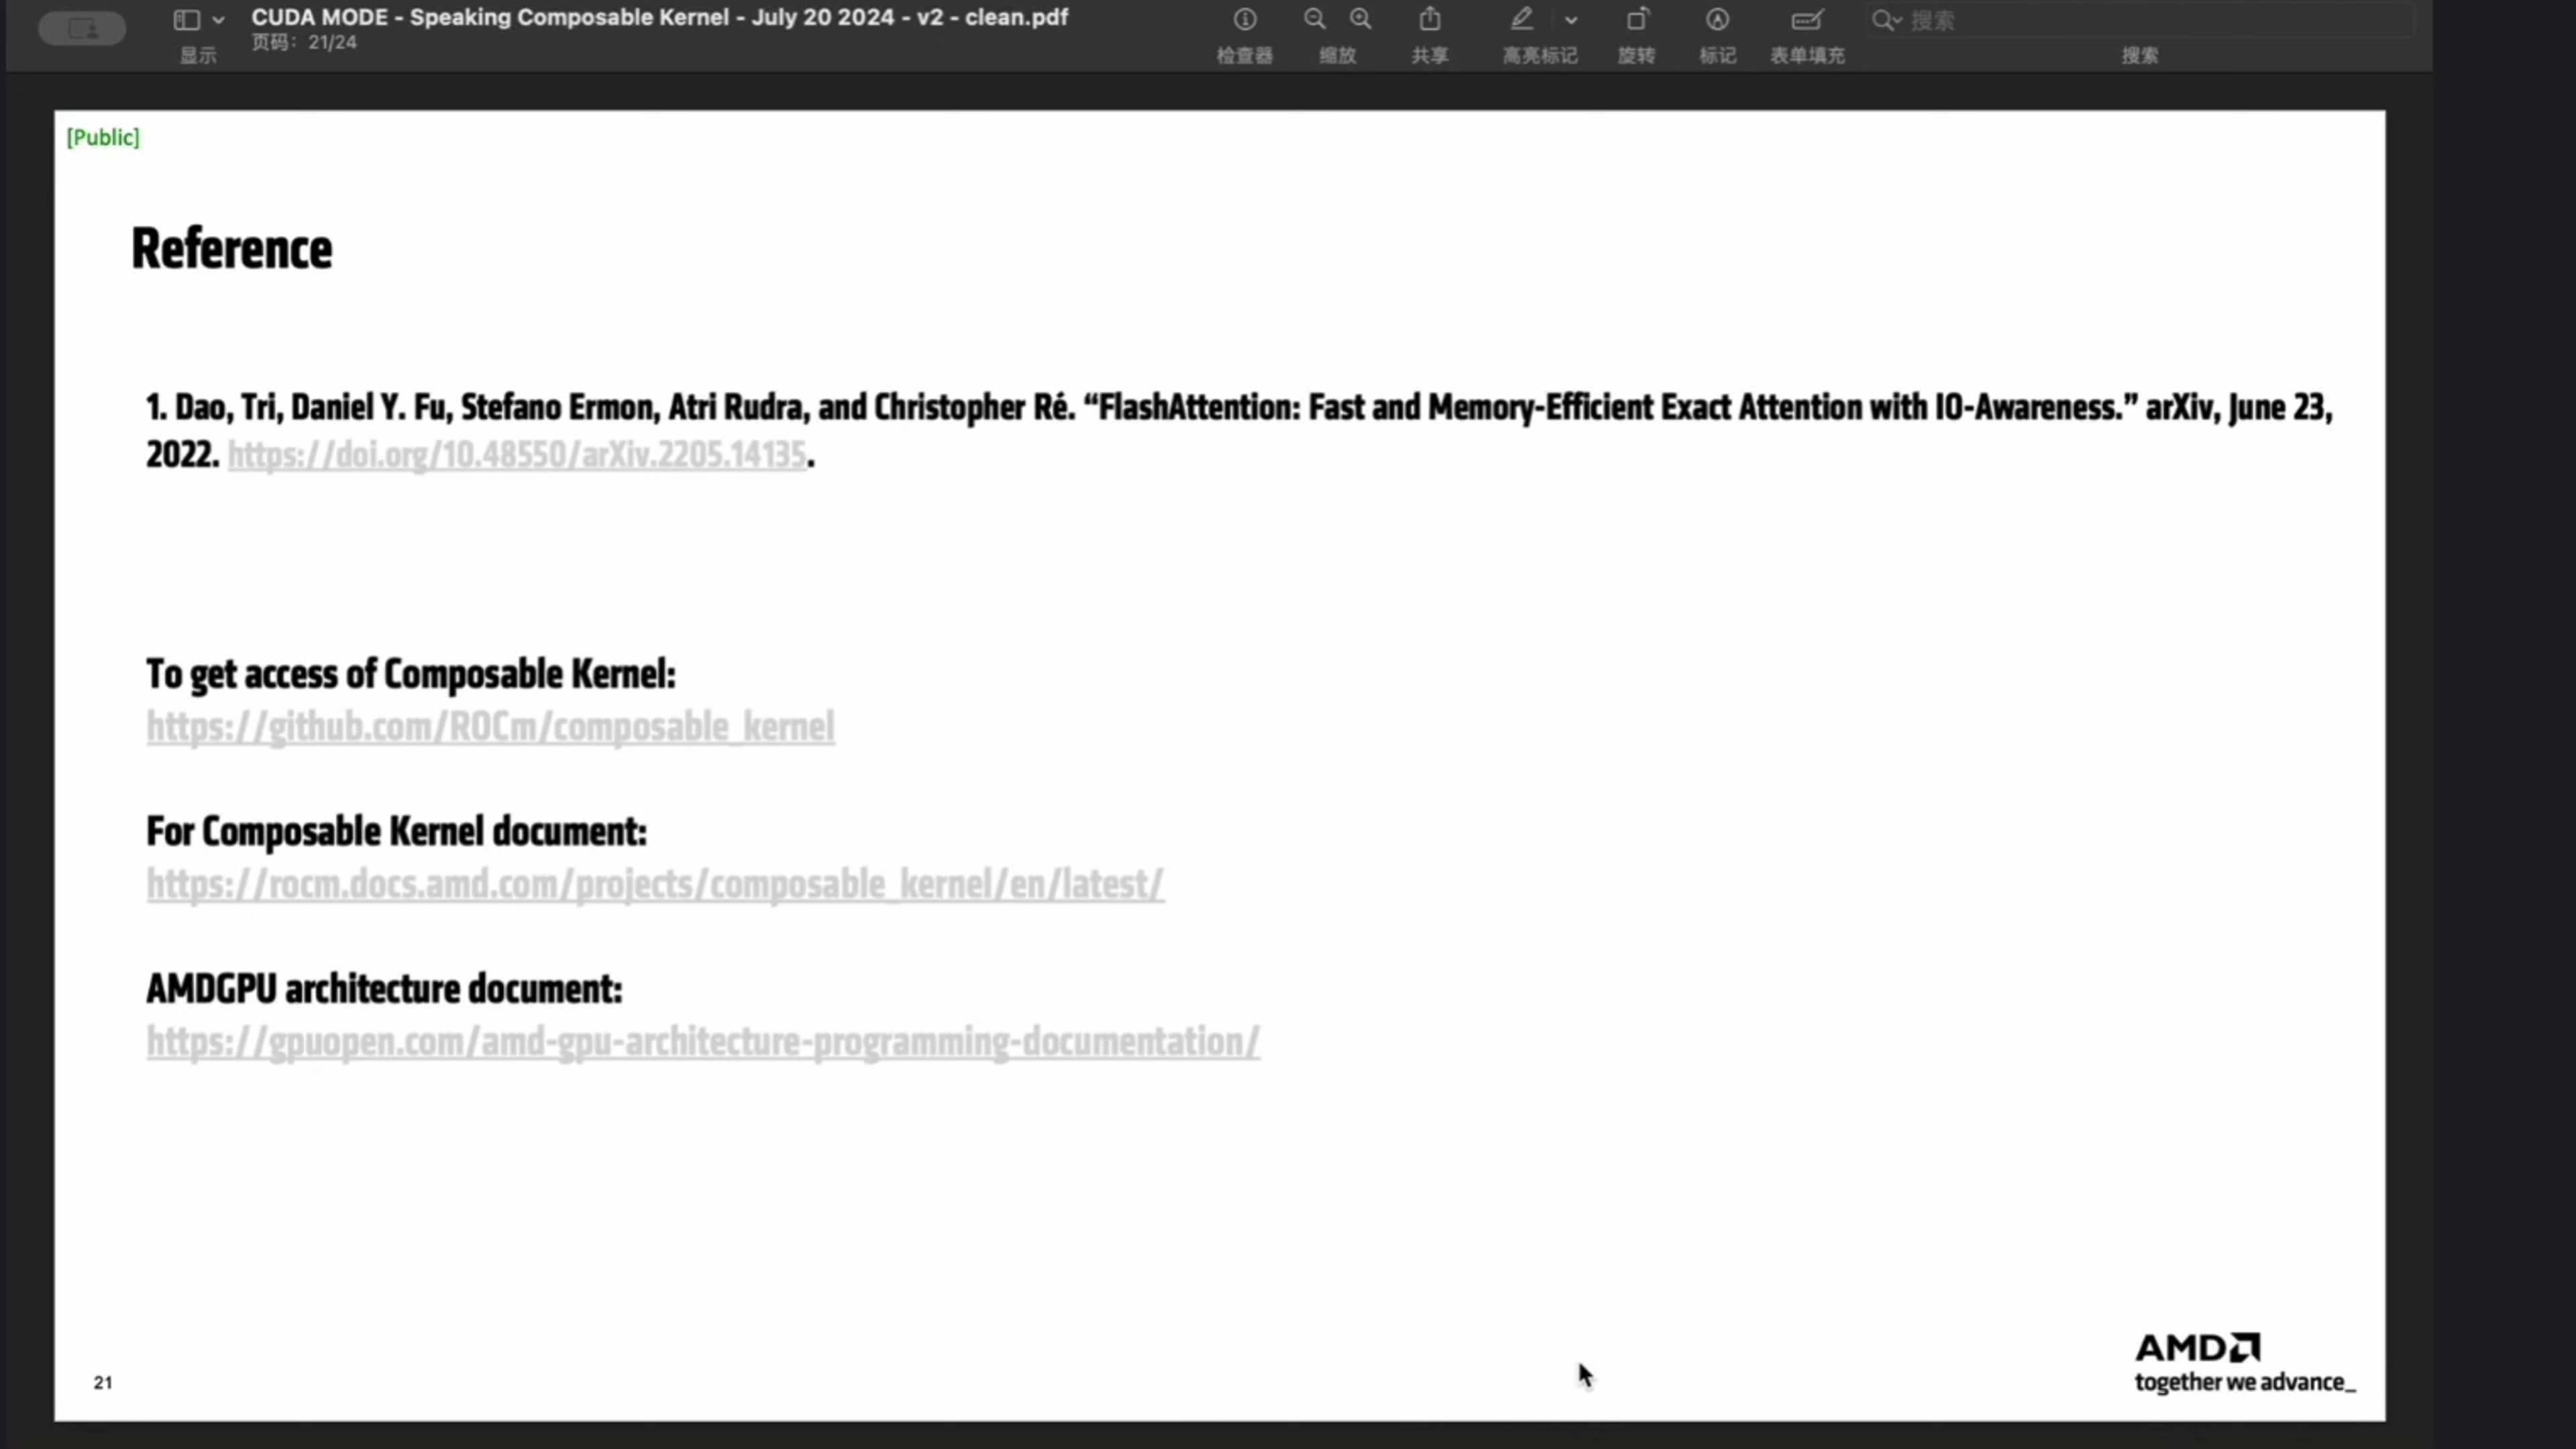 CUDA MODE - Speaking Composable Kernel - July 20 2024 - v2 - clean.pdf
页码：21/24
显示
检查器
缩放
共享
高亮标记
旋转
标记
表单填充
搜索
搜索
[Public]
Reference
1. Dao, Tri, Daniel Y. Fu, Stefano Ermon, Atri Rudra, and Christopher Ré. “FlashAttention: Fast and Memory-Efficient Exact Attention with IO-Awareness.” arXiv, June 23,
2022. https://doi.org/10.48550/arXiv.2205.14135.
To get access of Composable Kernel:
https://github.com/ROCm/composable_kernel
For Composable Kernel document:
https://rocm.docs.amd.com/projects/composable_kernel/en/latest/
AMDGPU architecture document:
https://gpuopen.com/amd-gpu-architecture-programming-documentation/
21
AMD
together we advance_